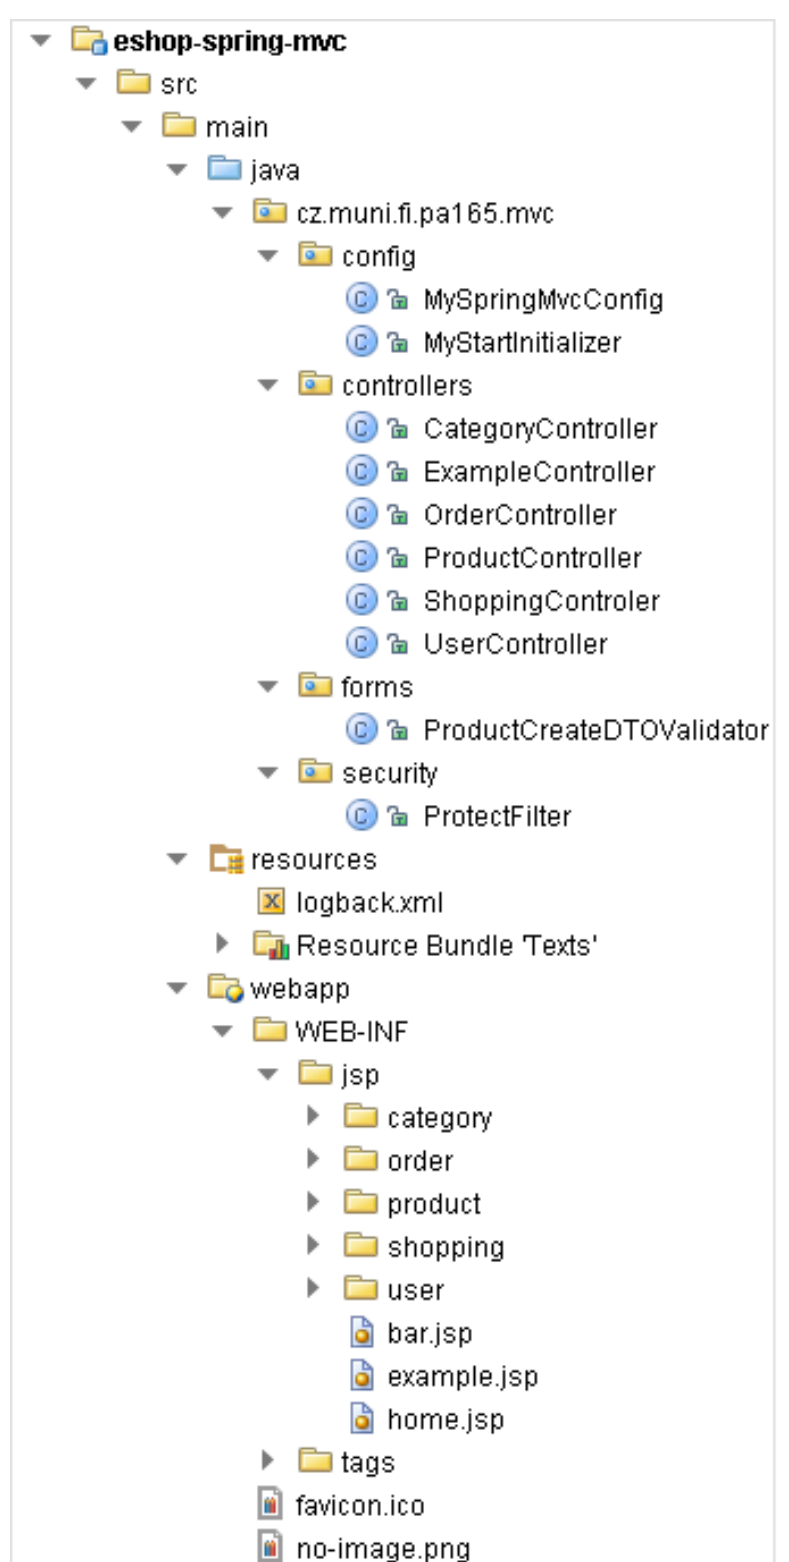 eshop-spring-mvc
src
main
java
cz.muni.fi.pa165.mvc
config
MySpringMvcConfig
MyStartInitializer
controllers
CategoryController
ExampleController
OrderController
ProductController
ShoppingControler
UserController
forms
ProductCreateDTOValidator
security
ProtectFilter
resources
logback.xml
Resource Bundle 'Texts'
webapp
WEB-INF
jsp
category
order
product
shopping
user
bar.jsp
example.jsp
home.jsp
tags
favicon.ico
no-image.png